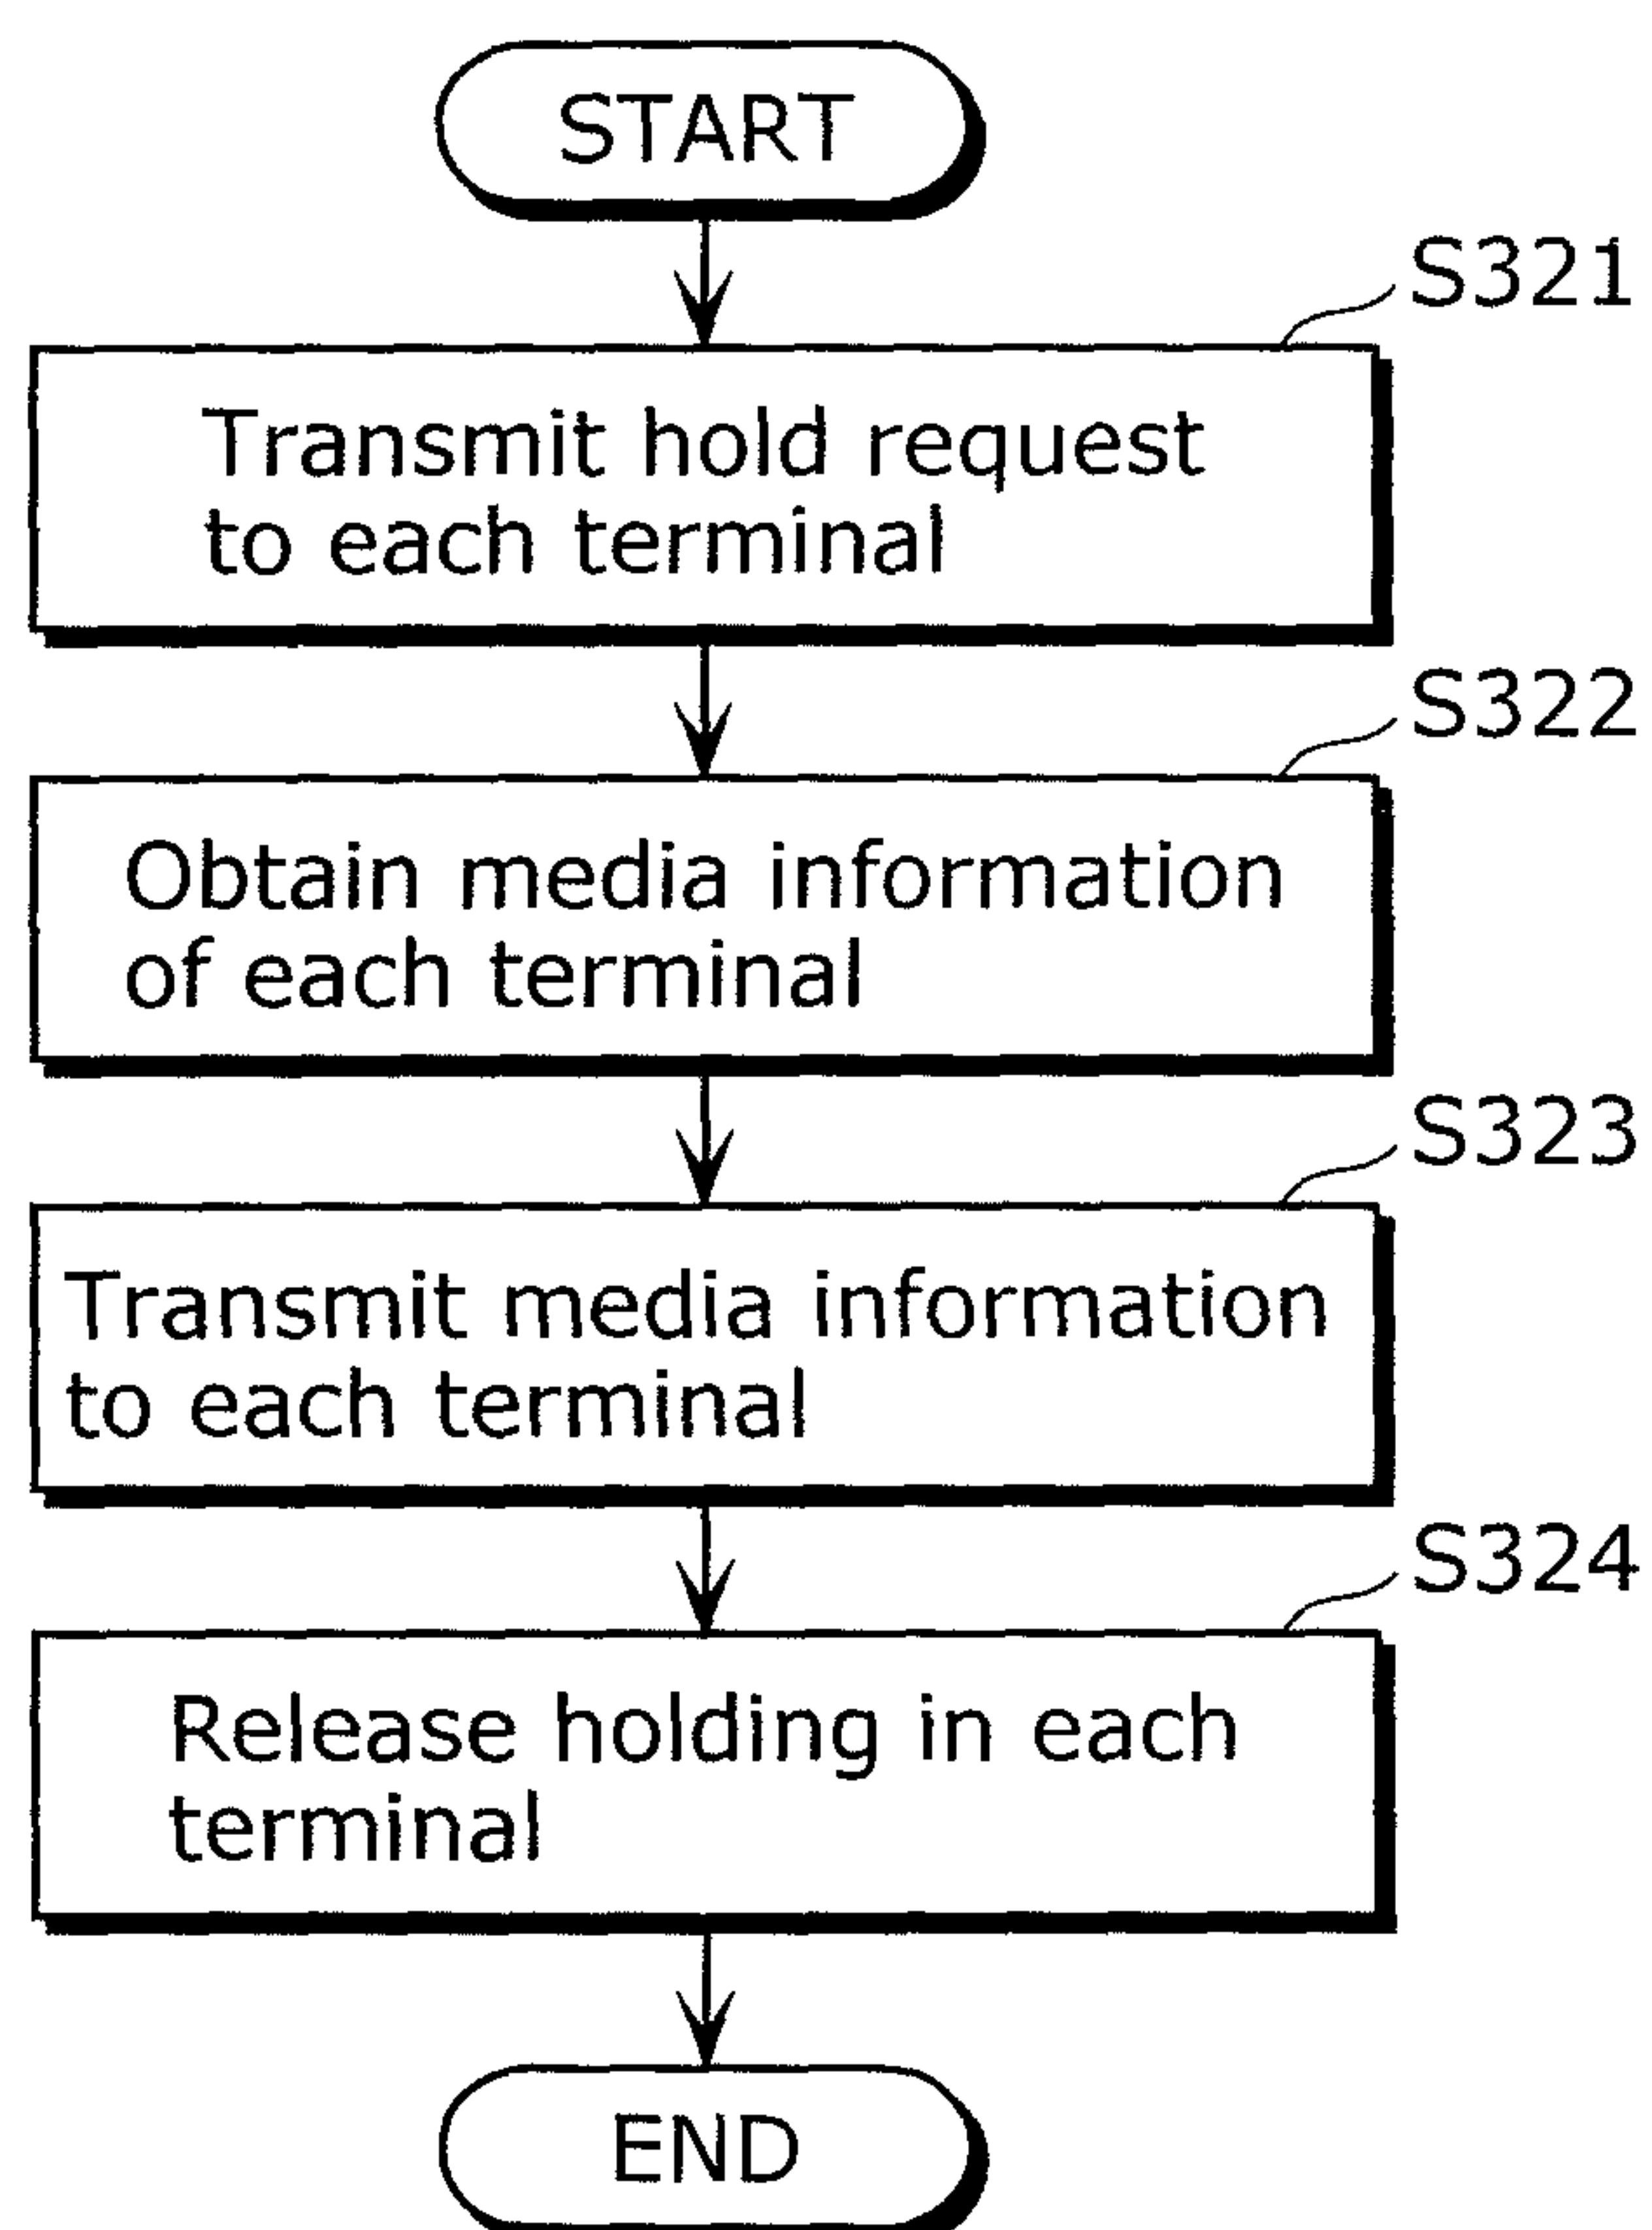 START
S321
Transmit hold request
to each terminal
S322
Obtain media information
of each terminal
S323
Transmit media information
to each terminal
S324
Release holding in each
terminal
END